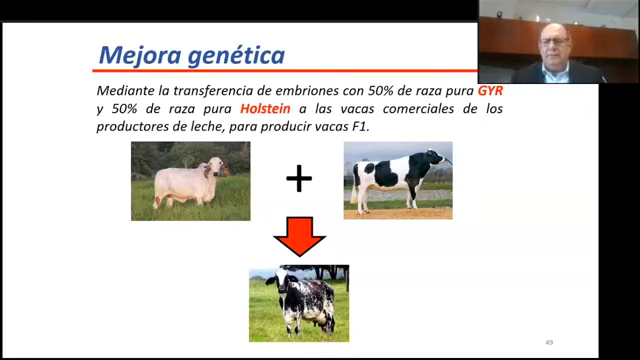 Mejora genética
Mediante la transferencia de embriones con 50% de raza pura GYR
y 50% de raza pura Holstein a las vacas comerciales de los
productores de leche, para producir vacas F1.
+
49